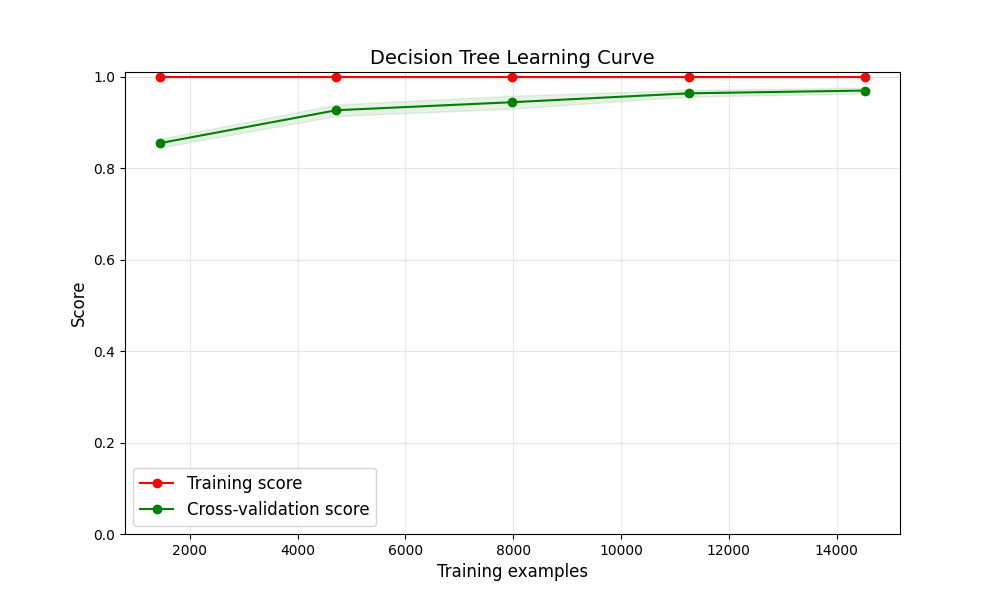 Decision Tree Learning Curve
1.0
0.8
0.6
0.4
0.2
0.0
Score
Training score
Cross-validation score
2000 4000 6000 8000 10000 12000 14000
Training examples